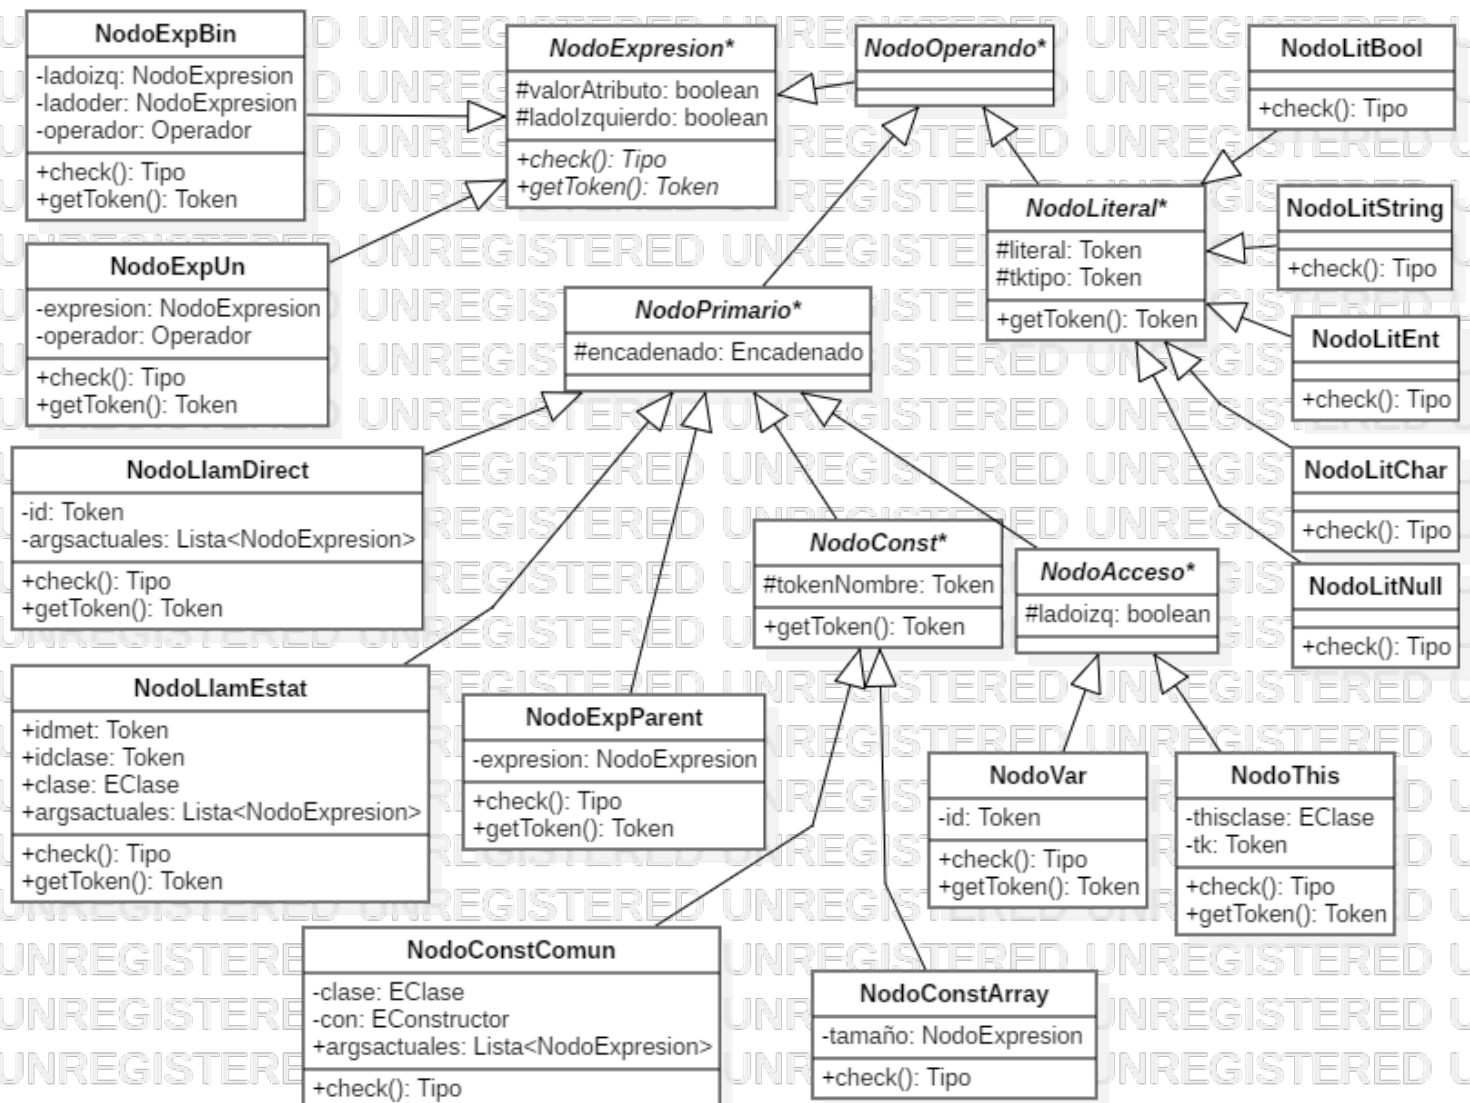 NodoExpBin
-ladoizq: NodoExpresion
-ladoder: NodoExpresion
-operador: Operador
+check(): Tipo
+getToken(): Token
NodoExpresion*
#valorAtributo: boolean
#ladoIzquierdo: boolean
+check(): Tipo
+getToken(): Token
NodoOperando*
NodoLitBool
+check(): Tipo
NodoLiteral*
#literal: Token
#tktipo: Token
+getToken(): Token
NodoLitString
+check(): Tipo
NodoExpUn
-expresion: NodoExpresion
-operador: Operador
+check(): Tipo
+getToken(): Token
NodoPrimario*
#encadenado: Encadenado
NodoLitEnt
+check(): Tipo
NodoLlamDirect
-id: Token
-argsactuales: Lista<NodoExpresion>
+check(): Tipo
+getToken(): Token
NodoLitChar
+check(): Tipo
NodoConst*
#tokenNombre: Token
+getToken(): Token
NodoAcceso*
#ladoizq: boolean
NodoLitNull
+check(): Tipo
NodoLlamEstat
+idmet: Token
+idclase: Token
+clase: EClase
+argsactuales: Lista<NodoExpresion>
+check(): Tipo
+getToken(): Token
NodoExpParent
-expresion: NodoExpresion
+check(): Tipo
+getToken(): Token
NodoVar
-id: Token
+check(): Tipo
+getToken(): Token
NodoThis
-thisclase: EClase
-tk: Token
+check(): Tipo
+getToken(): Token
NodoConstComun
-clase: EClase
-con: EConstructor
+argsactuales: Lista<NodoExpresion>
+check(): Tipo
NodoConstArray
-tamaño: NodoExpresion
+check(): Tipo
UNREGISTERED